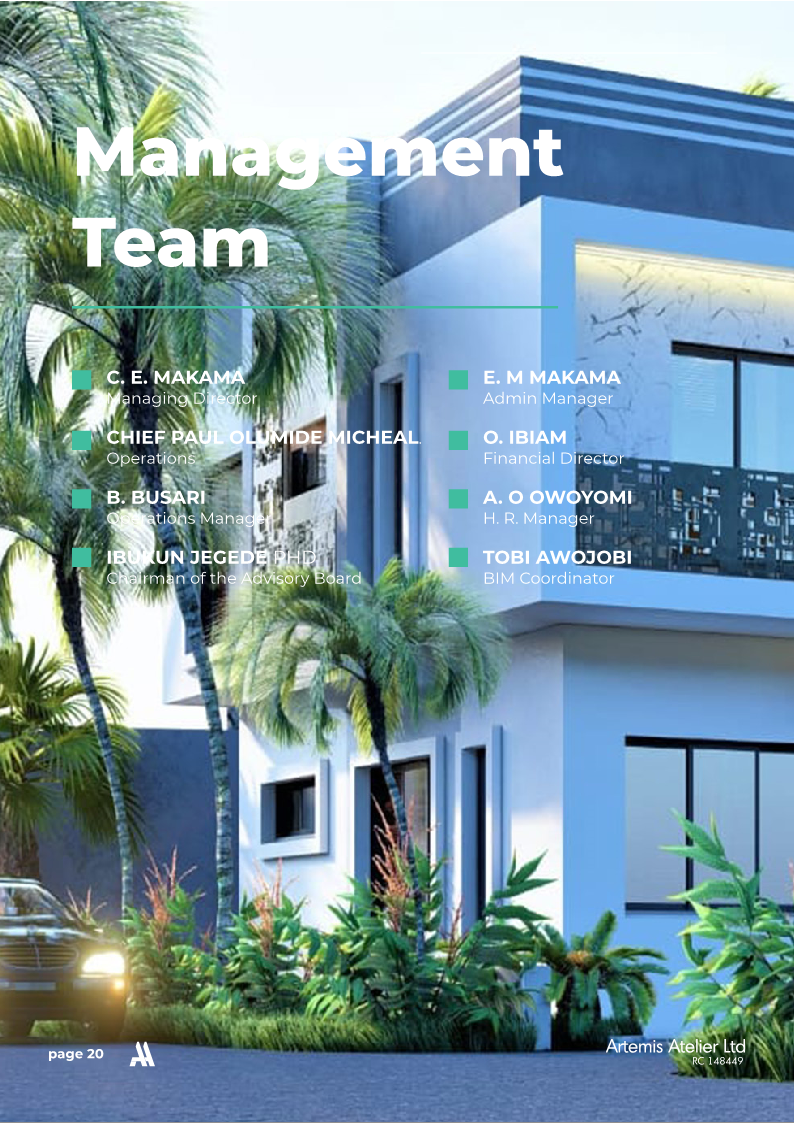 Management
Team
C. E. MAKAMA
Managing Director
CHIEF PAUL OLUMIDE MICHEAL.
Operations
B. BUSARI
Operations Manager
IBUKUN JEGEDE PHD
Chairman of the Advisory Board
E. M MAKAMA
Admin Manager
O. IBIAM
Financial Director
A. O OWOYOMI
H. R. Manager
TOBI AWOJOBI
BIM Coordinator
page 20
Artemis Atelier Ltd
RC 148449